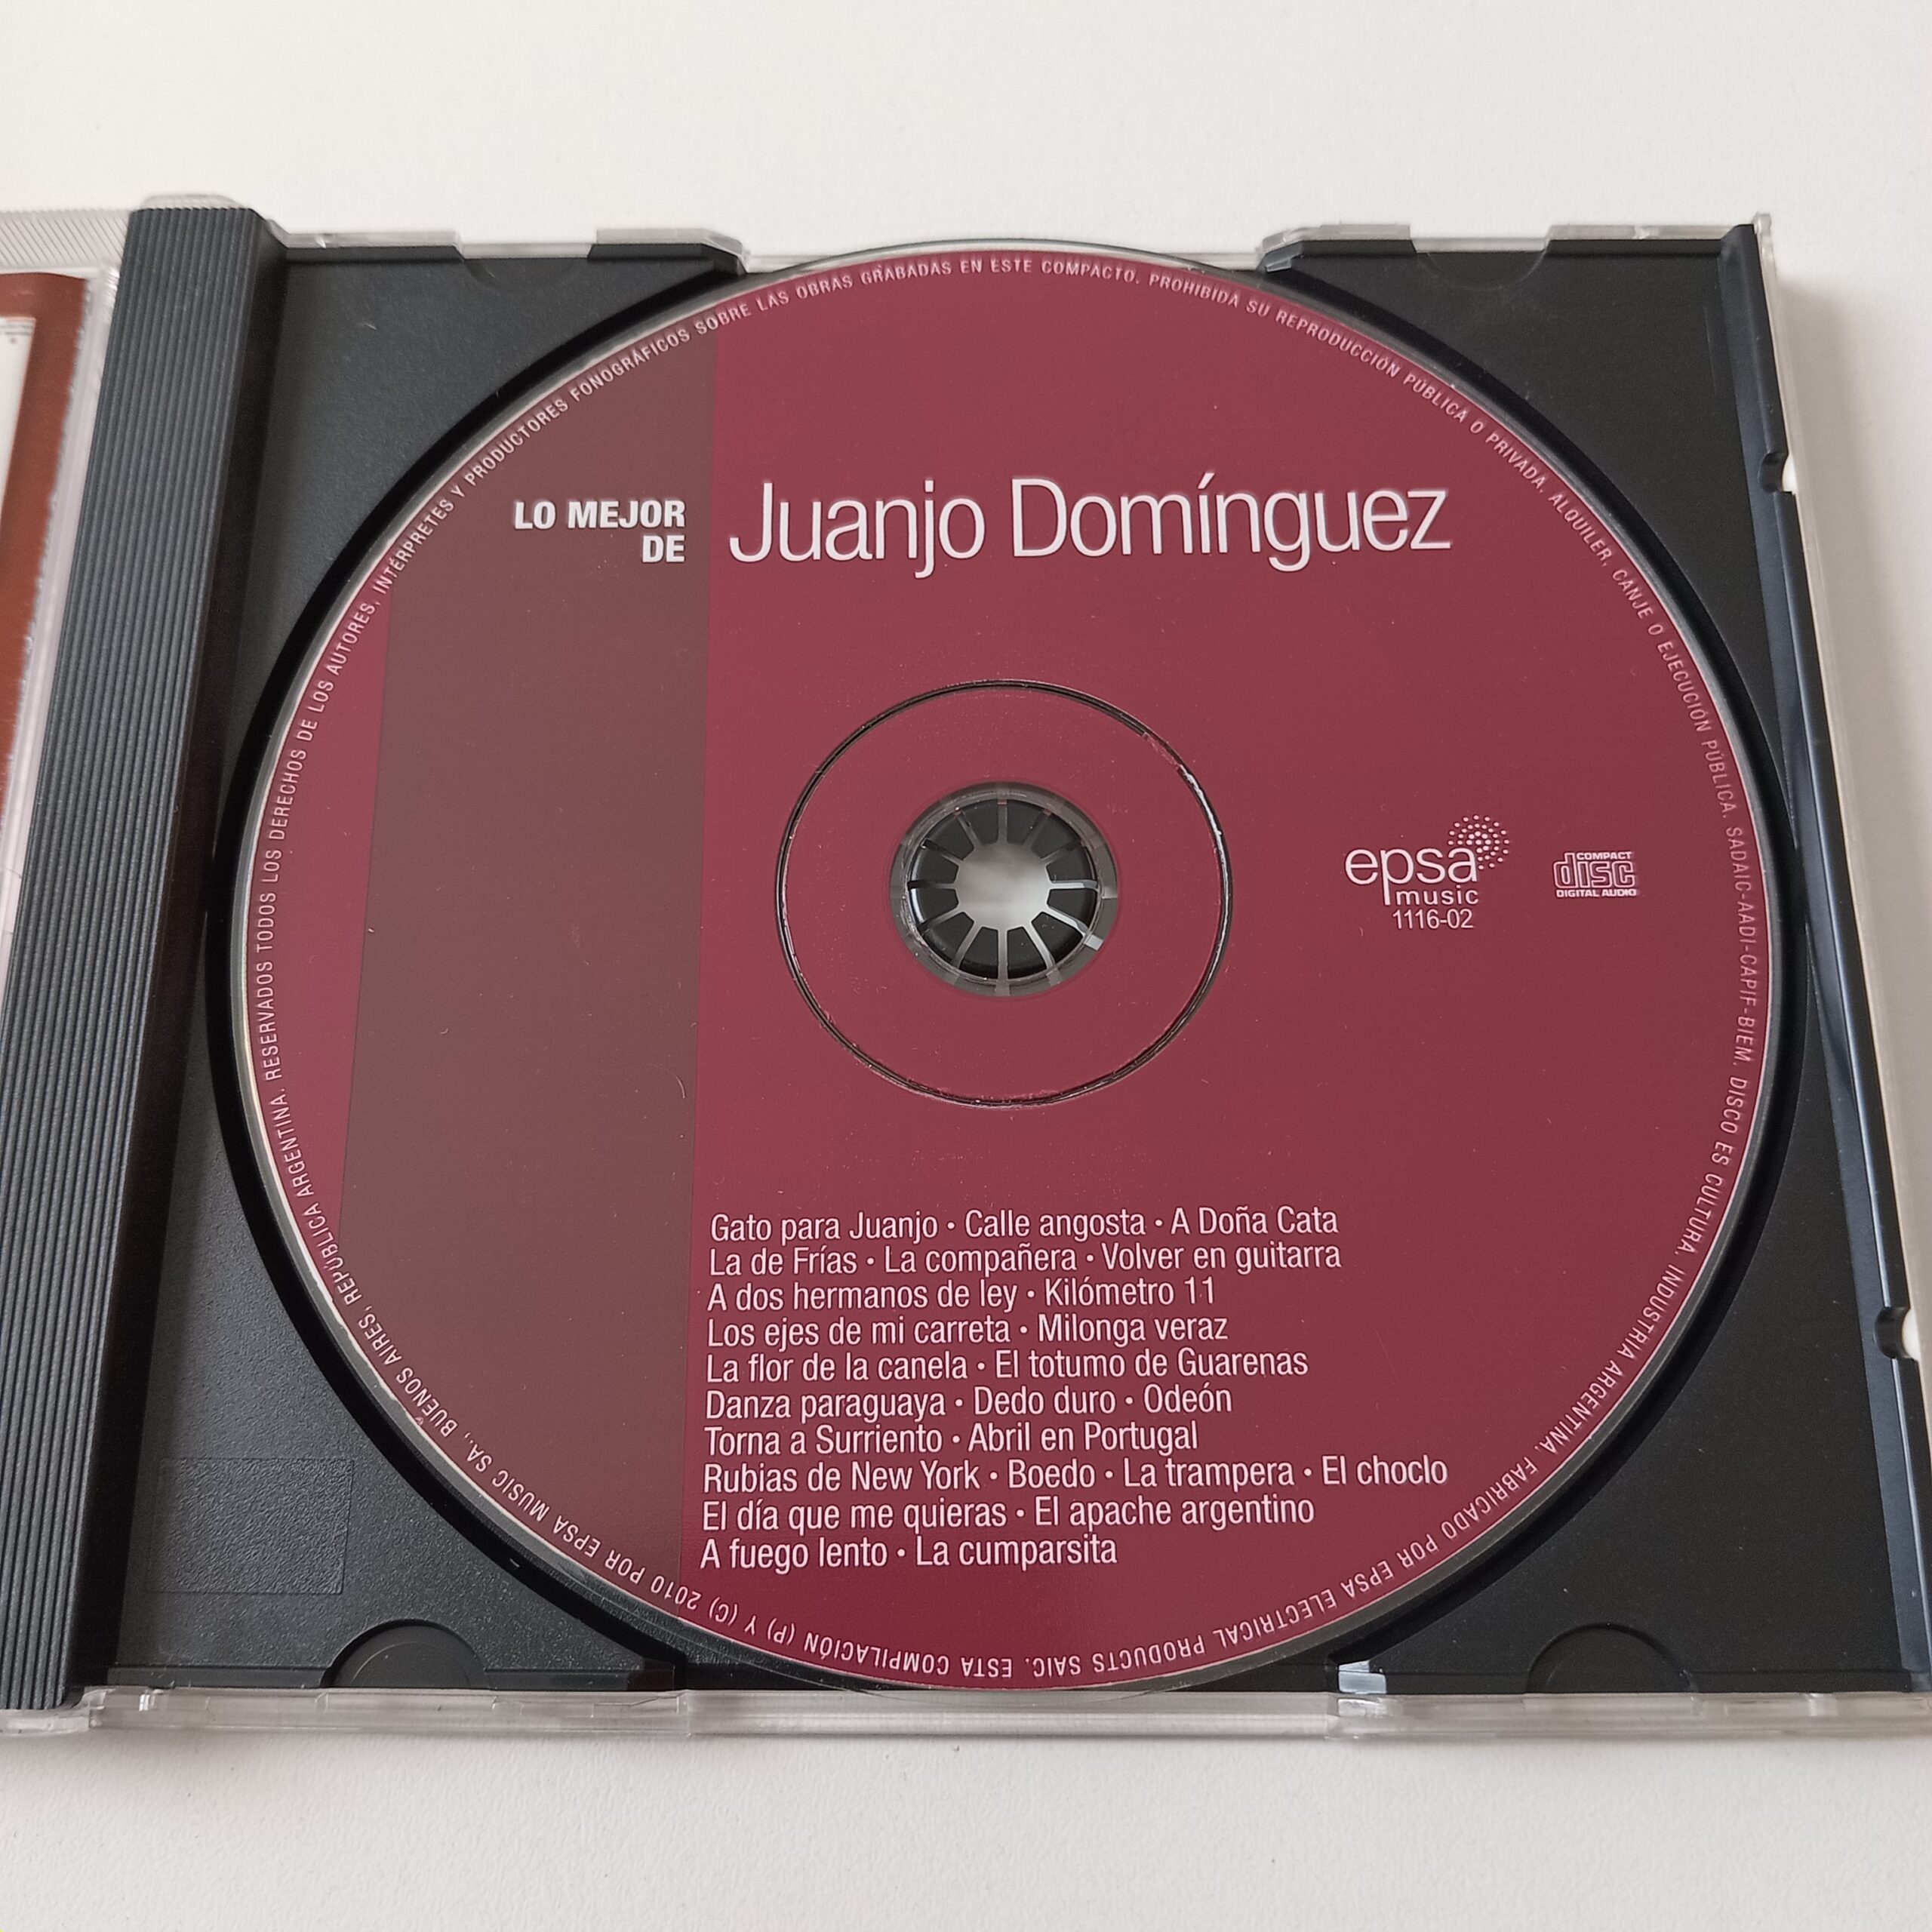 LO MEJOR
DE
Juanjo Domínguez
epsa
music
1116-02
COMPACT
disc
DIGITAL AUDIO
Gato para Juanjo • Calle angosta • A Doña Cata
La de Frías • La compañera • Volver en guitarra
A dos hermanos de ley • Kilómetro 11
Los ejes de mi carreta • Milonga veraz
La flor de la canela • El totumo de Guarenas
Danza paraguaya • Dedo duro • Odeón
Torna a Surriento • Abril en Portugal
Rubias de New York • Boedo • La trampera • El choclo
El día que me quieras • El apache argentino
A fuego lento • La cumparsita
RESERVADOS TODOS LOS DERECHOS DE LOS AUTORES, INTÉRPRETES Y PRODUCTORES FONOGRÁFICOS SOBRE LAS OBRAS GRABADAS EN ESTE COMPACTO. PROHIBIDA SU REPRODUCCIÓN PÚBLICA O PRIVADA, ALQUILER, CANJE O EJECUCIÓN PÚBLICA. SADAIC-AADI-CAPIF-BIEM. DISCO ES CULTURA. INDUSTRIA ARGENTINA. FABRICADO POR EPSA ELECTRICAL PRODUCTS SAIC. ESTA COMPILACIÓN (P) Y (C) 2010 POR EPSA MUSIC SA., BUENOS AIRES, REPÚBLICA ARGENTINA.